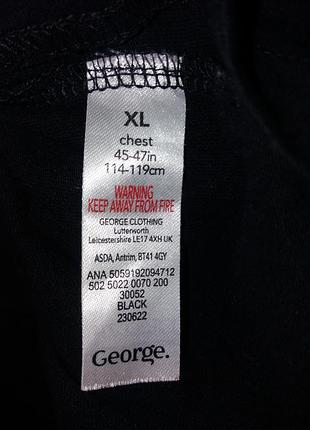 XL
chest
45-47in
114-119cm
WARNING
KEEP AWAY FROM FIRE
GEORGE CLOTHING
Lutterworth
Leicestershire LE17 4XH UK
ASDA, Antrim, BT41 4GY
ANA 5059192094712
502 5022 0070 200
30052
BLACK
230622
George.